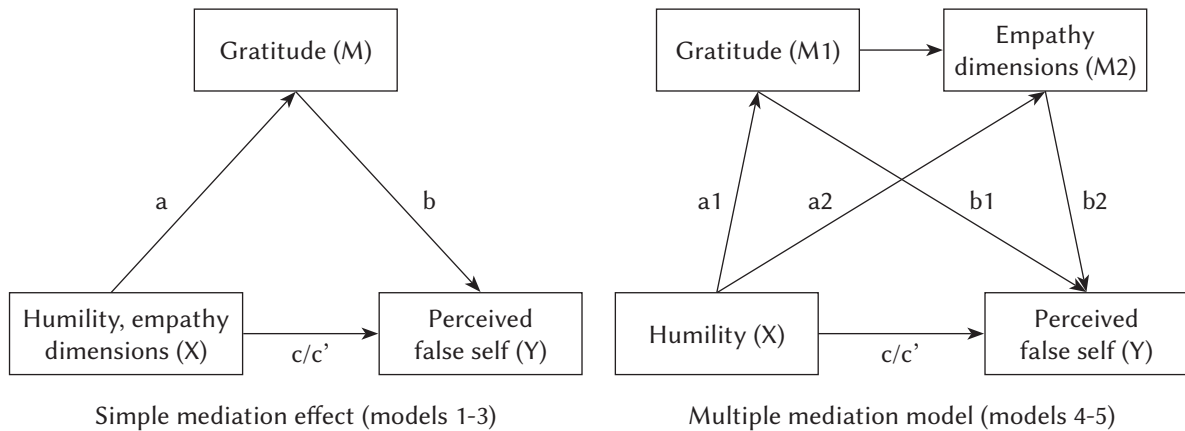 Gratitude (M)
a
b
Humility, empathy
dimensions (X)
c/c’
Perceived
false self (Y)
Simple mediation effect (models 1-3)
Gratitude (M1)
Empathy
dimensions (M2)
a1
a2
b1
b2
Humility (X)
c/c’
Perceived
false self (Y)
Multiple mediation model (models 4-5)